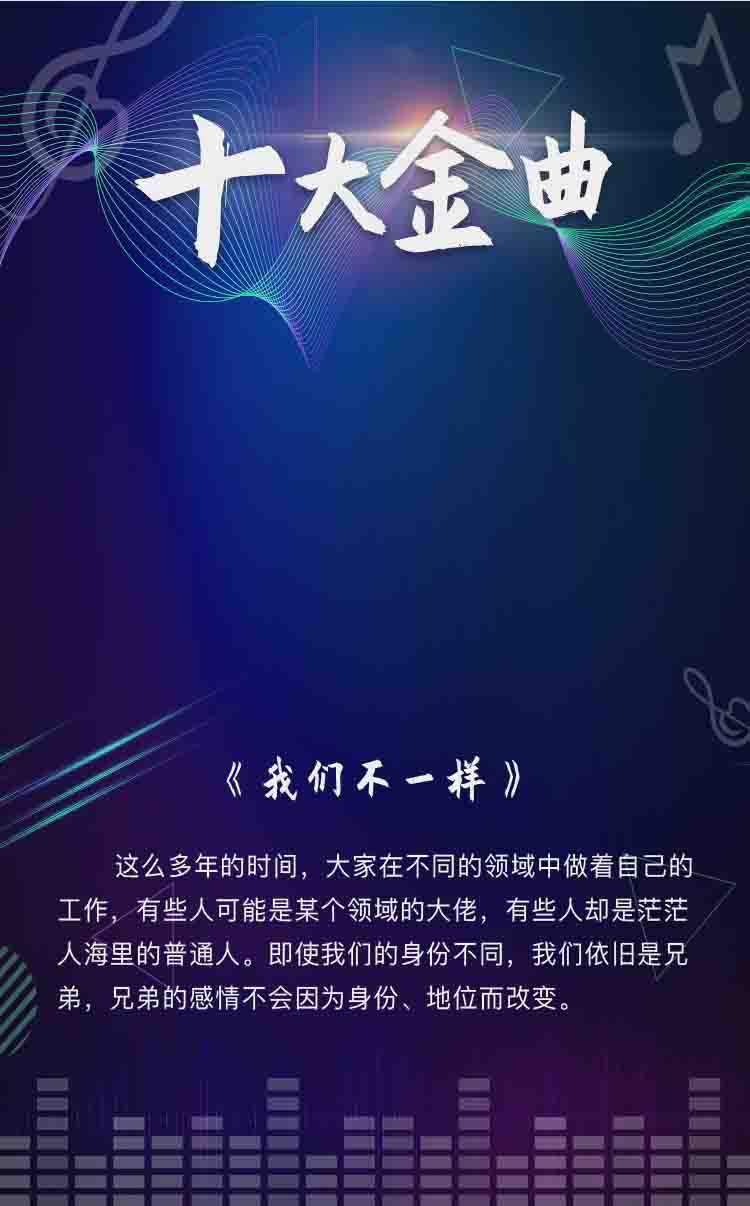 十大金曲
《我们不一样》
这么多年的时间，大家在不同的领域中做着自己的
工作，有些人可能是某个领域的大佬，有些人却是茫茫
人海里的普通人。即使我们的身份不同，我们依旧是兄
弟，兄弟的感情不会因为身份、地位而改变。